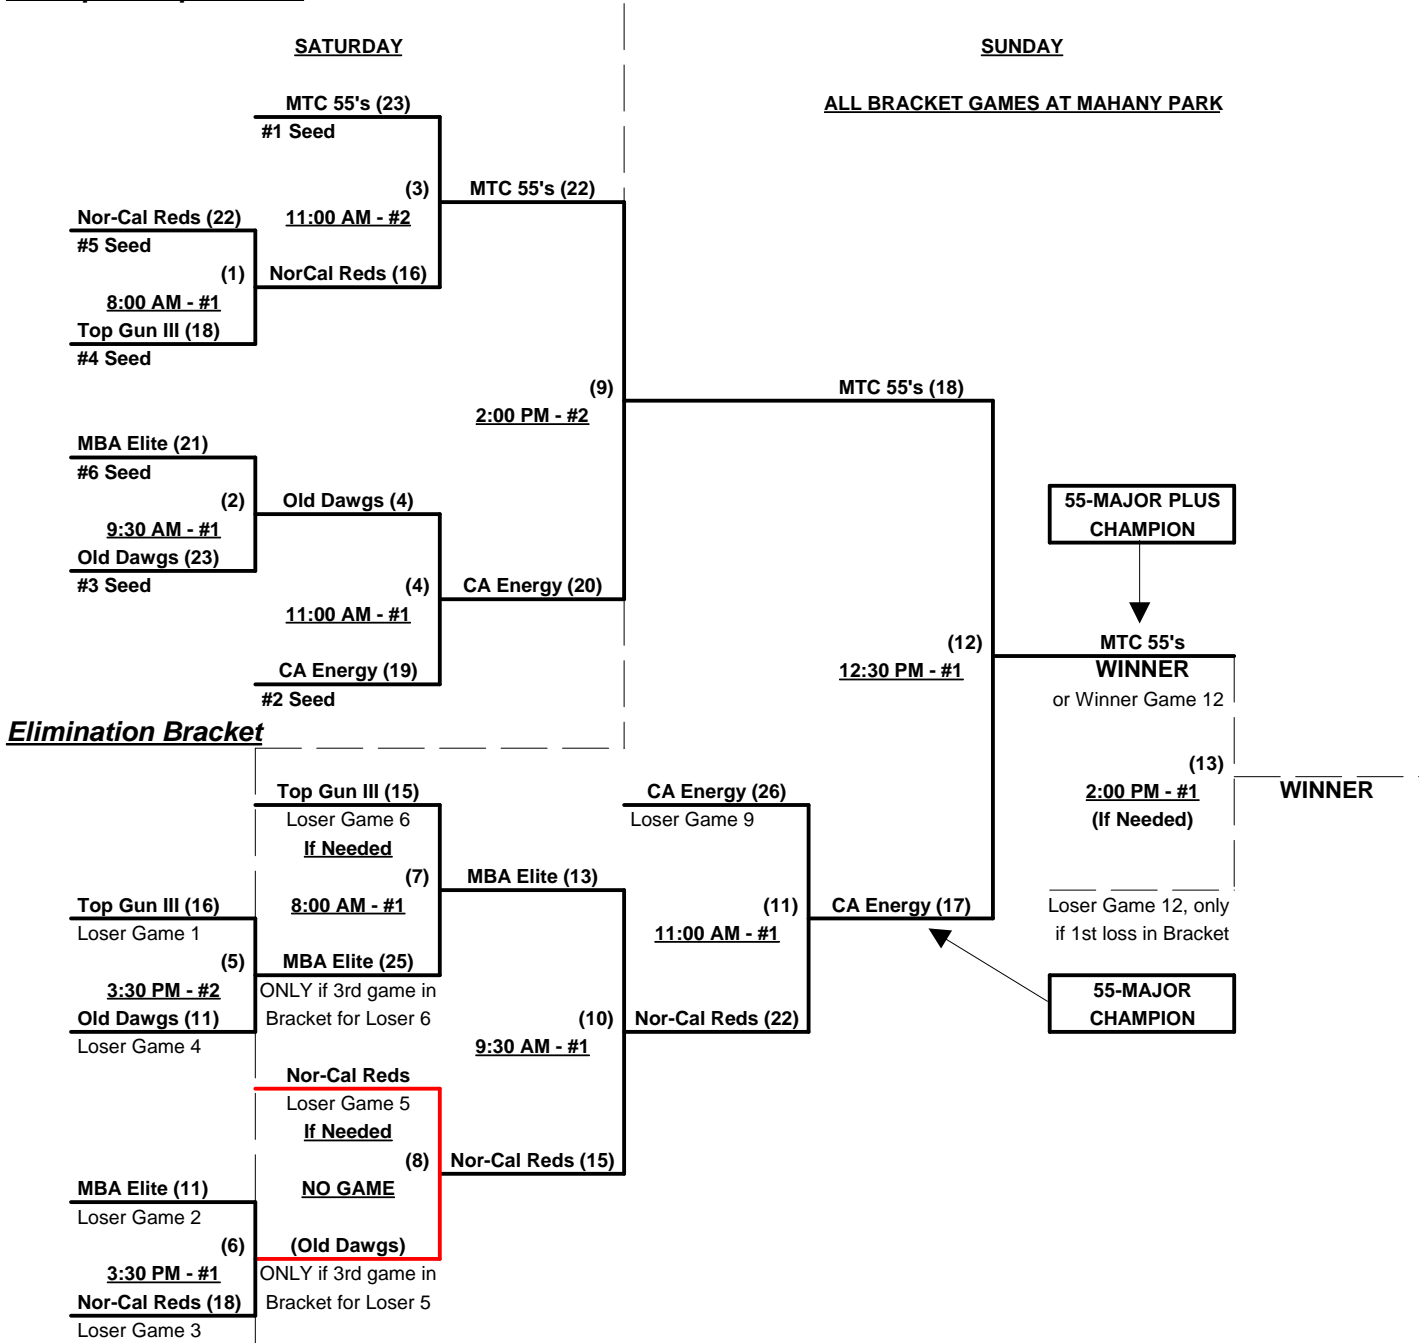 SATURDAY
SUNDAY
MTC 55's (23)
ALL BRACKET GAMES AT MAHANY PARK
#1 Seed
(3)
MTC 55's (22)
11:00 AM - #2
Nor-Cal Reds (22)
#5 Seed
(1)
NorCal Reds (16)
8:00 AM - #1
Top Gun III (18)
#4 Seed
(9)
MTC 55's (18)
2:00 PM - #2
MBA Elite (21)
#6 Seed
(2)
Old Dawgs (4)
9:30 AM - #1
Old Dawgs (23)
#3 Seed
(4)
CA Energy (20)
11:00 AM - #1
CA Energy (19)
#2 Seed
55-MAJOR PLUS
CHAMPION
(12)
12:30 PM - #1
MTC 55's
WINNER
or Winner Game 12
(13)
2:00 PM - #1
(If Needed)
WINNER
Loser Game 12, only
if 1st loss in Bracket
Elimination Bracket
Top Gun III (15)
Loser Game 6
If Needed
(7)
MBA Elite (13)
8:00 AM - #1
Top Gun III (16)
Loser Game 1
(5)
MBA Elite (25)
3:30 PM - #2
ONLY if 3rd game in
Bracket for Loser 6
Old Dawgs (11)
Loser Game 4
CA Energy (26)
Loser Game 9
(11)
CA Energy (17)
11:00 AM - #1
(10)
Nor-Cal Reds (22)
9:30 AM - #1
55-MAJOR
CHAMPION
Nor-Cal Reds
Loser Game 5
If Needed
(8)
Nor-Cal Reds (15)
NO GAME
MBA Elite (11)
Loser Game 2
(6)
(Old Dawgs)
3:30 PM - #1
ONLY if 3rd game in
Bracket for Loser 5
Nor-Cal Reds (18)
Loser Game 3